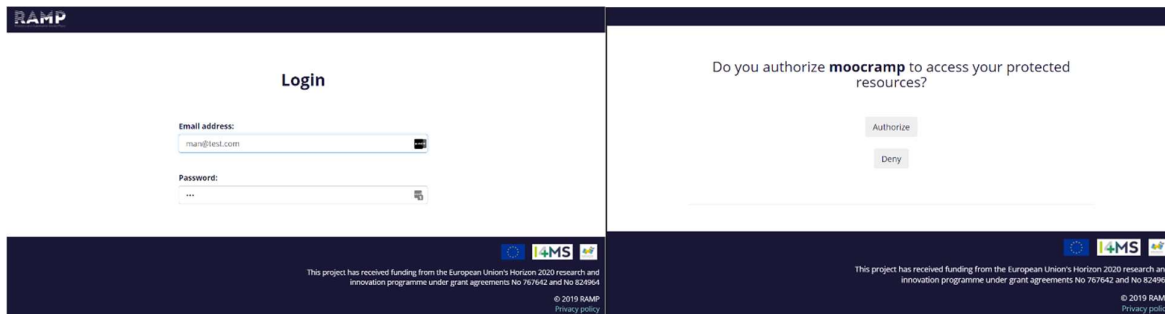 RAMP
Login
Email address:
man@test.com
Password:
•••
I4MS
This project has received funding from the European Union's Horizon 2020 research and
innovation programme under grant agreements No 767642 and No 824964
© 2019 RAMP
Privacy policy
Do you authorize moocramp to access your protected
resources?
Authorize
Deny
I4MS
This project has received funding from the European Union's Horizon 2020 research an
innovation programme under grant agreements No 767642 and No 82496
© 2019 RAM
Privacy polic